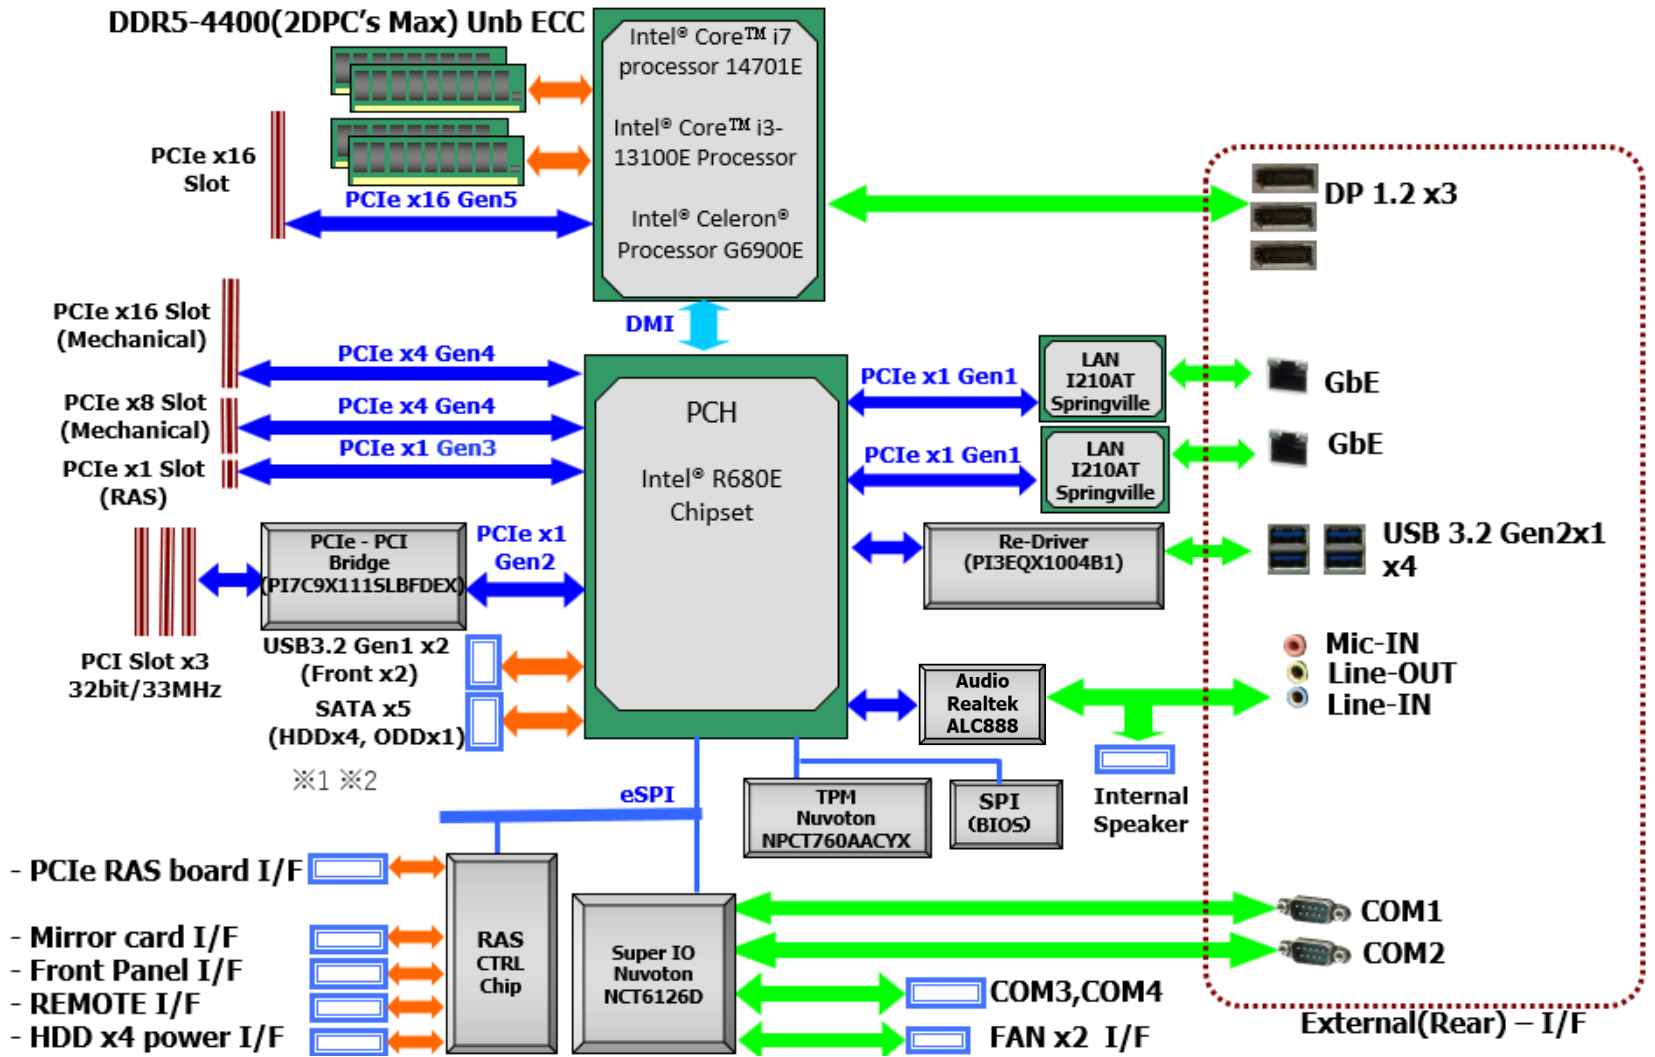 DDR5-4400(2DPC's Max) Unb ECC
Intel® Core™ i7
processor 14701E
Intel® Core™ i3-
13100E Processor
Intel® Celeron®
Processor G6900E
PCIe x16
Slot
PCIe x16 Gen5
DP 1.2 x3
DMI
PCIe x16 Slot
(Mechanical)
PCIe x4 Gen4
PCIe x8 Slot
(Mechanical)
PCIe x4 Gen4
PCIe x1 Slot
(RAS)
PCIe x1 Gen3
PCH
Intel® R680E
Chipset
PCIe x1 Gen1
LAN
I210AT
Springville
GbE
PCIe x1 Gen1
LAN
I210AT
Springville
GbE
PCIe - PCI
Bridge
(PI7C9X111SLBFDEX)
PCIe x1
Gen2
PCI Slot x3
32bit/33MHz
Re-Driver
(PI3EQX1004B1)
USB 3.2 Gen2x1
x4
USB3.2 Gen1 x2
(Front x2)
SATA x5
(HDDx4, ODDx1)
※1 ※2
Audio
Realtek
ALC888
Mic-IN
Line-OUT
Line-IN
Internal
Speaker
eSPI
TPM
Nuvoton
NPCT760AACYX
SPI
(BIOS)
- PCIe RAS board I/F
- Mirror card I/F
- Front Panel I/F
- REMOTE I/F
- HDD x4 power I/F
RAS
CTRL
Chip
Super IO
Nuvoton
NCT6126D
COM1
COM2
COM3,COM4
FAN x2 I/F
External(Rear) – I/F